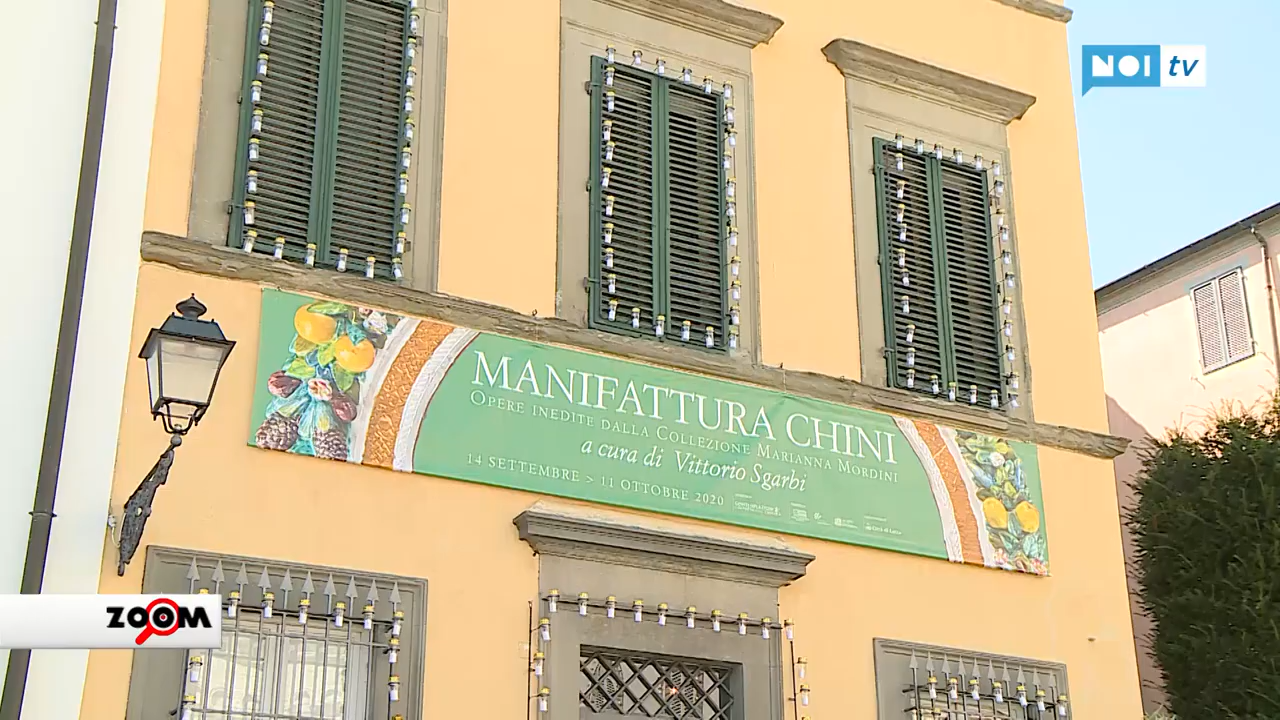 NOI tv
MANIFATTURA CHINI
OPERE INEDITE DALLA COLLEZIONE MARIANNA MORDINI
a cura di Vittorio Sgarbi
14 SETTEMBRE > 11 OTTOBRE 2020
ZOOM